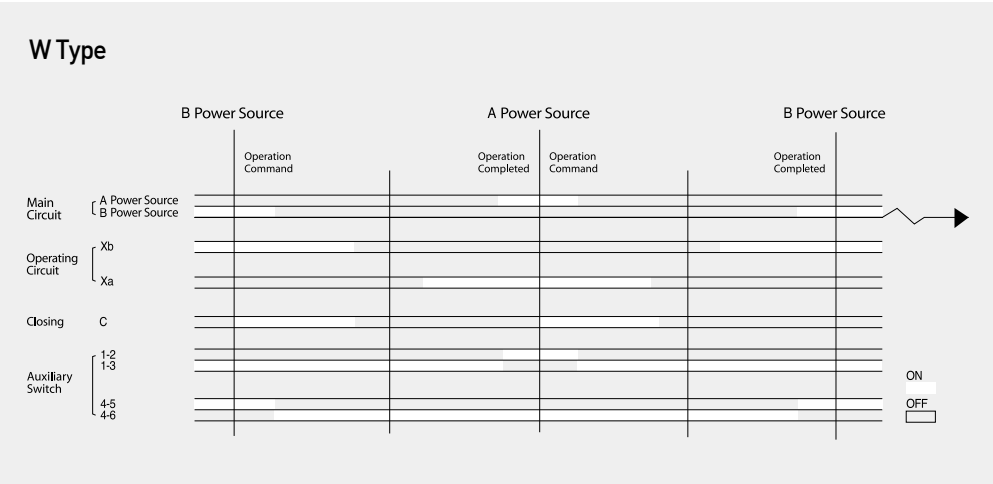 W Type
B Power Source
A Power Source
B Power Source
Operation
Command
Operation
Completed
Operation
Command
Operation
Completed
Main
Circuit
A Power Source
B Power Source
Operating
Circuit
Xb
Xa
Closing
C
Auxiliary
Switch
1-2
1-3
4-5
4-6
ON
OFF